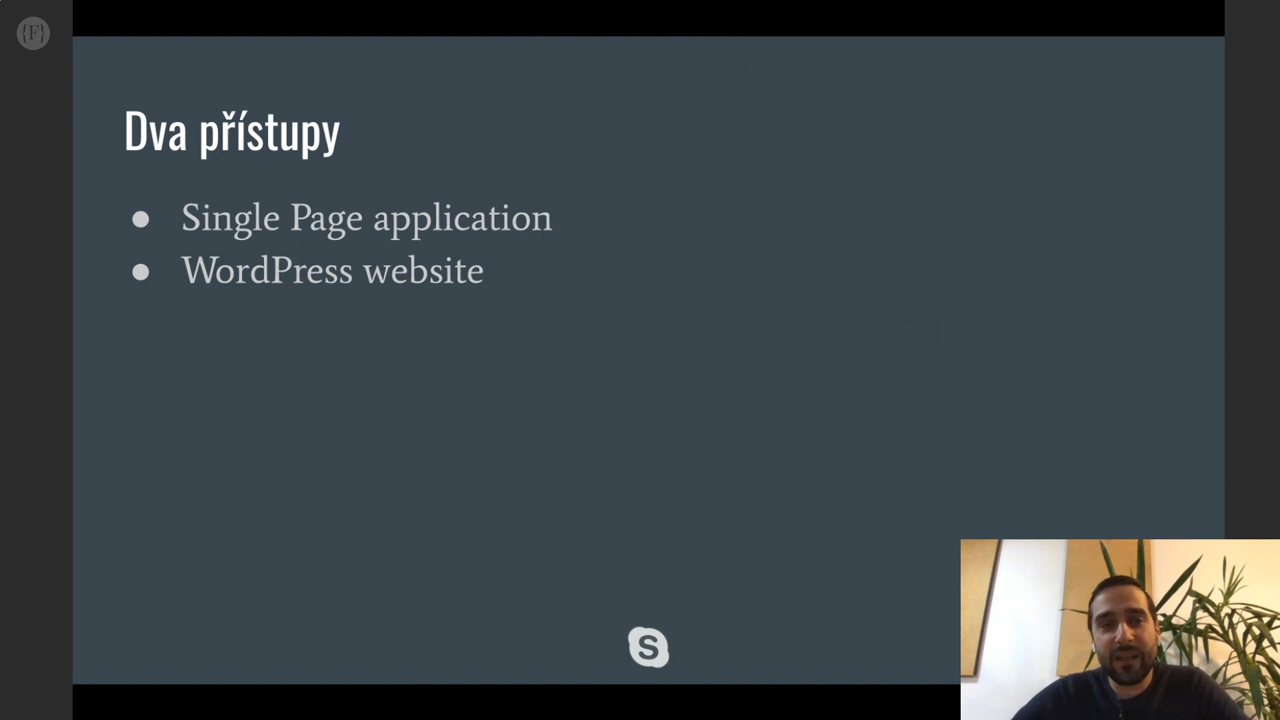 {F}
Dva přístupy
● Single Page application
● WordPress website
S